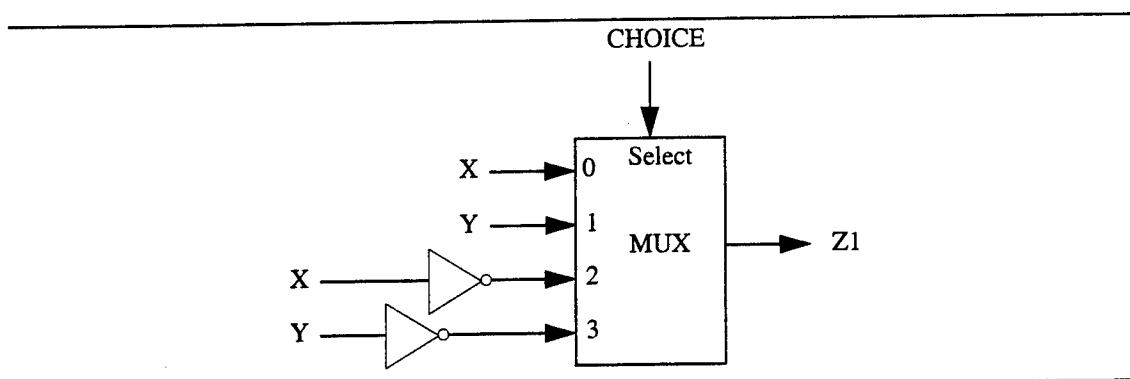 CHOICE
Select
X 0
Y 1
MUX
Z1
X 2
Y 3